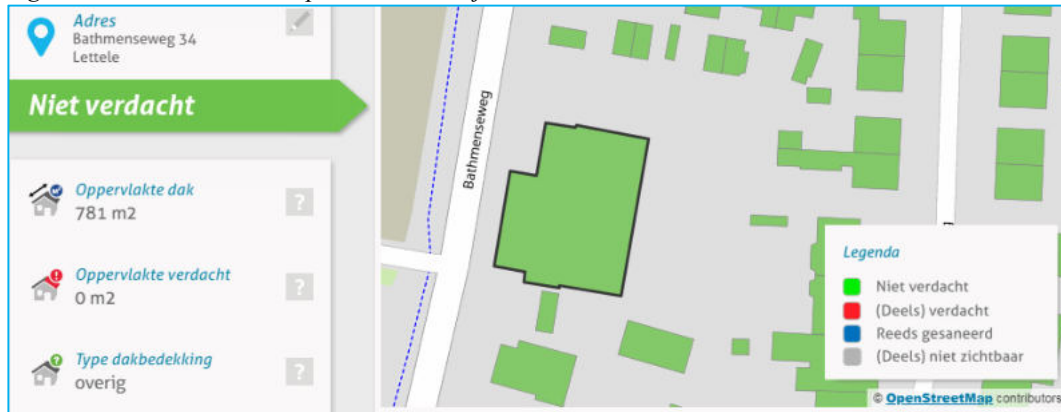 Adres
Bathmenseweg 34
Lettele
Niet verdacht
Oppervlakte dak
781 m2
?
Oppervlakte verdacht
0 m2
?
Type dakbedekking
overig
?
Bathmenseweg
Legenda
Niet verdacht
(Deels) verdacht
Reeds gesaneerd
(Deels) niet zichtbaar
© OpenStreetMap contributors